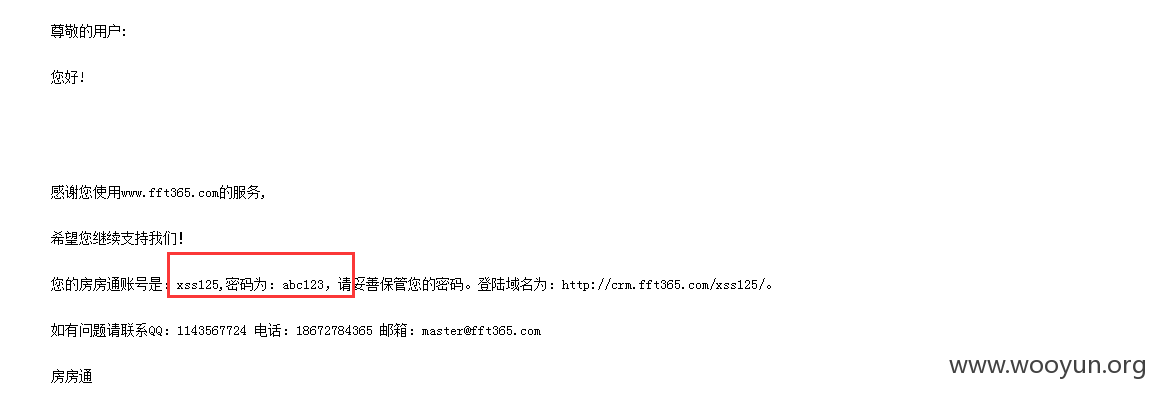 尊敬的用户:
您好!
感谢您使用www.fft365.com的服务,
希望您继续支持我们!
您的房房通账号是：xss125,密码为：abc123，请妥善保管您的密码。登陆域名为：http://crm.fft365.com/xss125/。
如有问题请联系QQ：1143567724 电话：18672784365 邮箱：master@fft365.com
www.wooyun.org
房房通